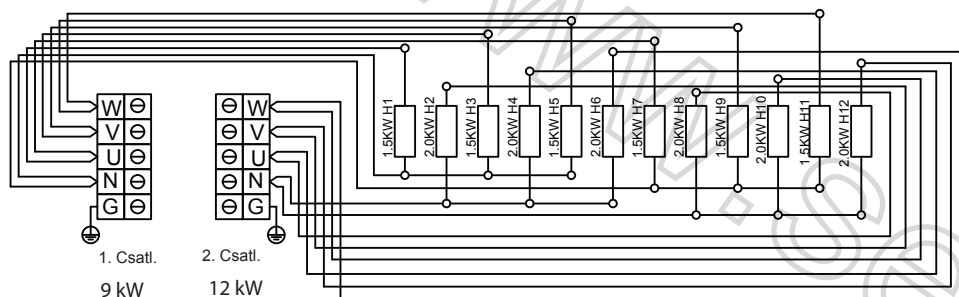 W
V
U
N
G
W
V
U
N
G
1.5KW H1
2.0KW H2
1.5KW H3
2.0KW H4
1.5KW H5
2.0KW H6
1.5KW H7
2.0KW H8
1.5KW H9
2.0KW H10
1.5KW H11
2.0KW H12
1. Csatl.
9 kW
2. Csatl.
12 kW
www.se